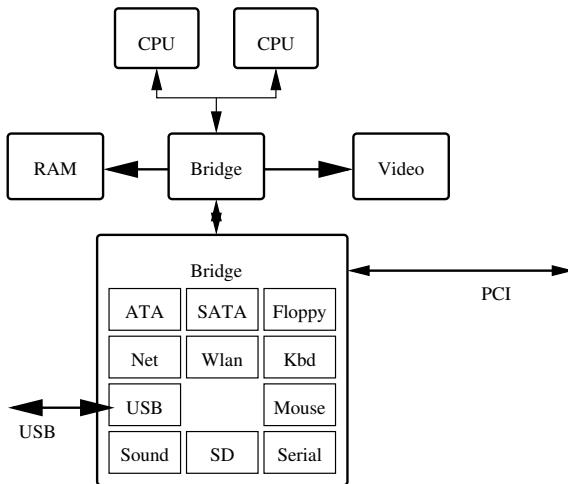 CPU CPU
RAM Bridge Video
Bridge
PCI
ATA SATA Floppy
Net Wlan Kbd
USB Mouse
USB
Sound SD Serial